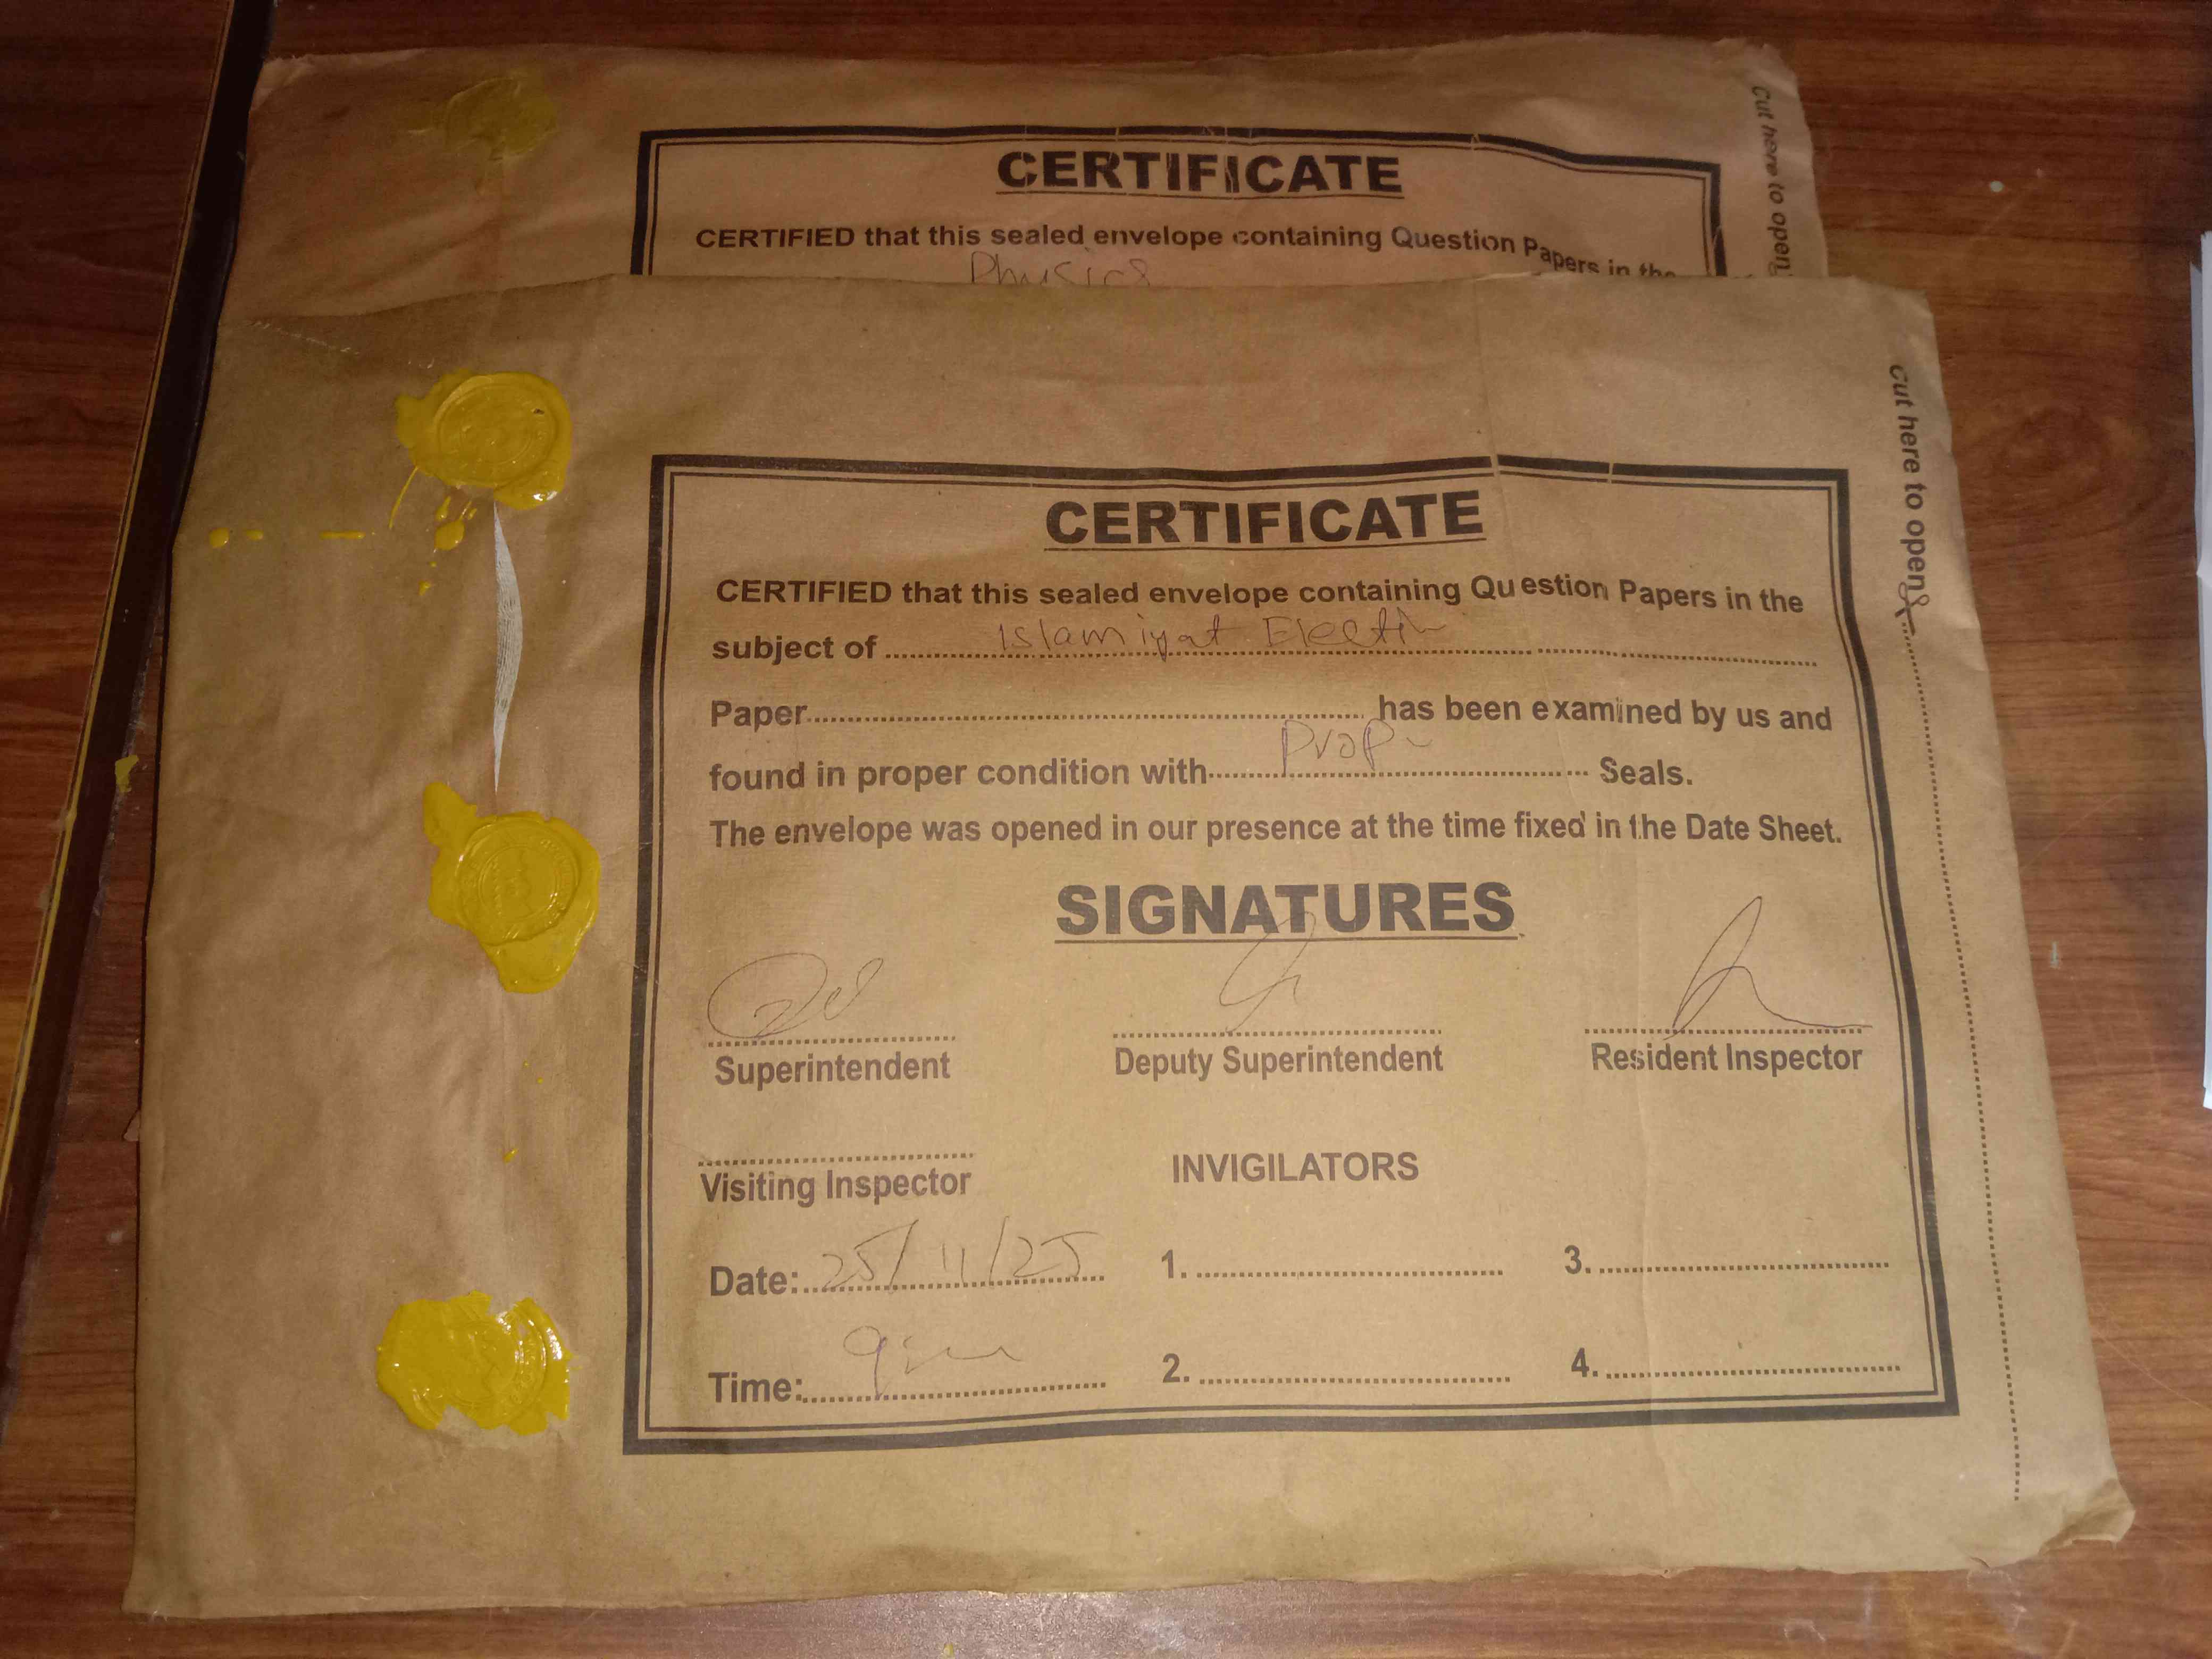 CERTIFICATE
CERTIFIED that this sealed envelope containing Question Papers in the
Physics
Cut here to open
CERTIFICATE
CERTIFIED that this sealed envelope containing Question Papers in the
subject of Islamiyat
Paper has been examined by us and
found in proper condition with Seals.
The envelope was opened in our presence at the time fixed in the Date Sheet.
SIGNATURES
Superintendent Deputy Superintendent Resident Inspector
Visiting Inspector INVIGILATORS
Date: 25/11/25 1. 3.
Time: 2. 4.
Cut here to open